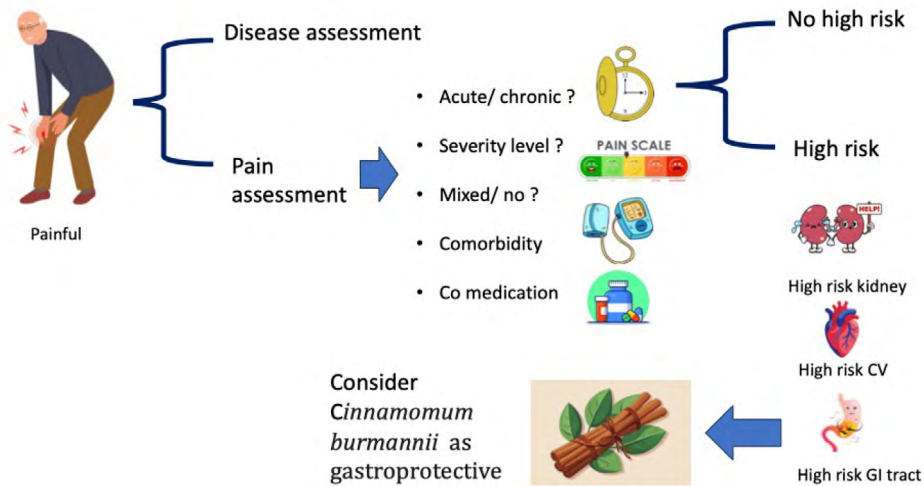 Painful
Disease assessment
Pain
assessment
• Acute/ chronic ?
• Severity level ?
• Mixed/ no ?
• Comorbidity
• Co medication
PAIN SCALE
No high risk
High risk
HELP!
High risk kidney
High risk CV
High risk GI tract
Consider
Cinnamomum
burmannii as
gastroprotective